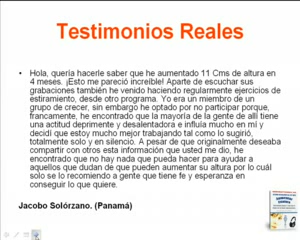 Testimonios Reales
• Hola, quería hacerle saber que he aumentado 11 Cms de altura en
4 meses. ¡Esto me pareció increíble! Aparte de escuchar sus
grabaciones también he venido haciendo regularmente ejercicios de
estiramiento, desde otro programa. Yo era un miembro de un
grupo de crecer, sin embargo he optado por no participar porque,
francamente, he encontrado que la mayoría de la gente de allí tiene
una actitud deprimente y desalentadora e influía mucho en mí y
decidí que estoy mucho mejor trabajando tal como lo sugirió,
totalmente solo y en silencio. A pesar de que originalmente deseaba
compartir con otros esta información que usted me dio, he
encontrado que no hay nada que pueda hacer para ayudar a
aquellos que dudan de que pueden aumentar su altura por lo cuál
solo se lo recomiendo a gente que tiene fe y esperanza en
conseguir lo que quiere.
Jacobo Solórzano. (Panamá)